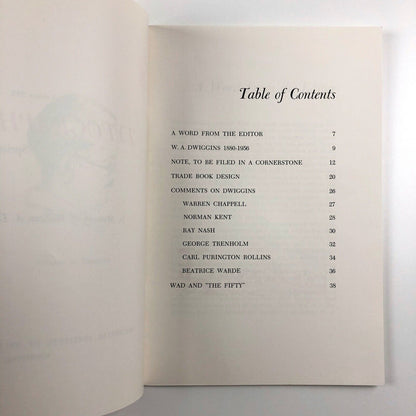 Table of Contents
A WORD FROM THE EDITOR 7
W. A. DWIGGINS 1880-1956 9
NOTE, TO BE FILED IN A CORNERSTONE 12
TRADE BOOK DESIGN 20
COMMENTS ON DWIGGINS 26
WARREN CHAPPELL 27
NORMAN KENT 28
RAY NASH 30
GEORGE TRENHOLM 32
CARL PURINGTON ROLLINS 34
BEATRICE WARDE 36
WAD AND "THE FIFTY" 38